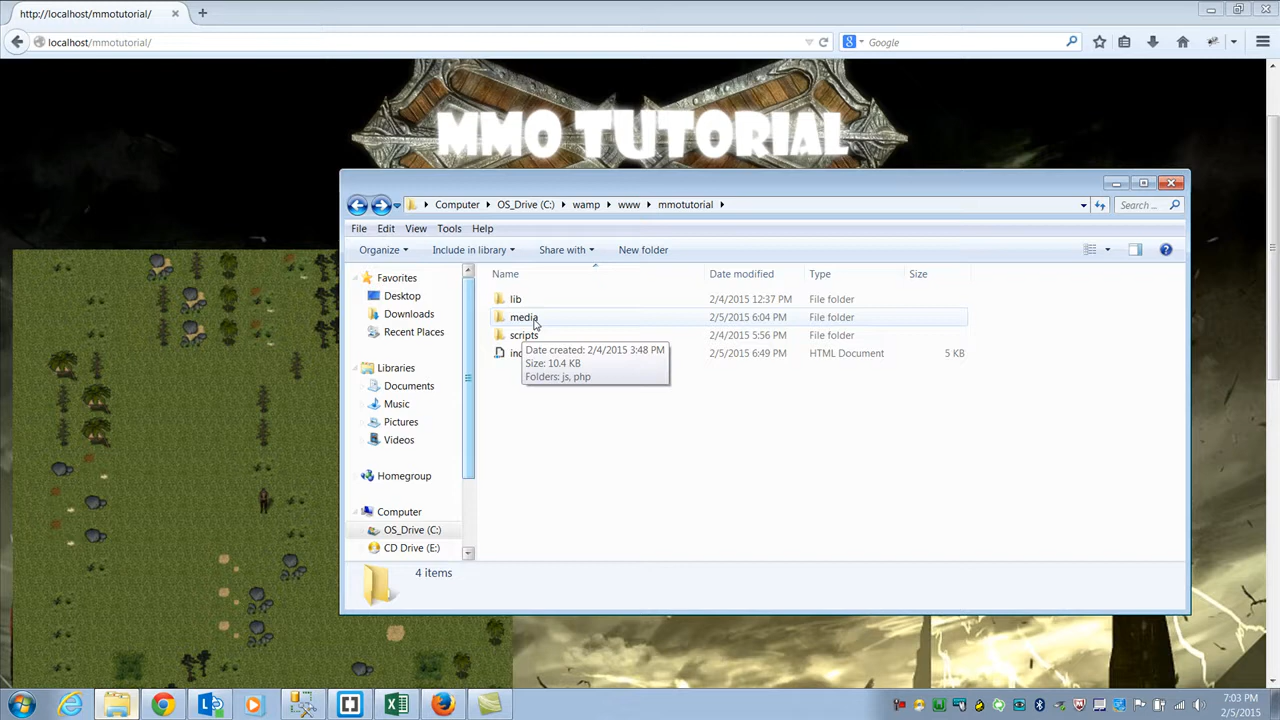 http://localhost/mmotutorial/
localhost/mmotutorial/
Google
MMO TUTORIAL
Computer OS_Drive (C:) wamp www mmotutorial
Search ...
File Edit View Tools Help
Organize Include in library Share with New folder
Favorites
Desktop
Downloads
Recent Places
Libraries
Documents
Music
Pictures
Videos
Homegroup
Computer
OS_Drive (C:)
CD Drive (E:)
Name Date modified Type Size
lib 2/4/2015 12:37 PM File folder
media 2/5/2015 6:04 PM File folder
scripts 2/4/2015 5:56 PM File folder
2/5/2015 6:49 PM HTML Document 5 KB
Date created: 2/4/2015 3:48 PM
Size: 10.4 KB
Folders: js, php
4 items
7:03 PM
2/5/2015